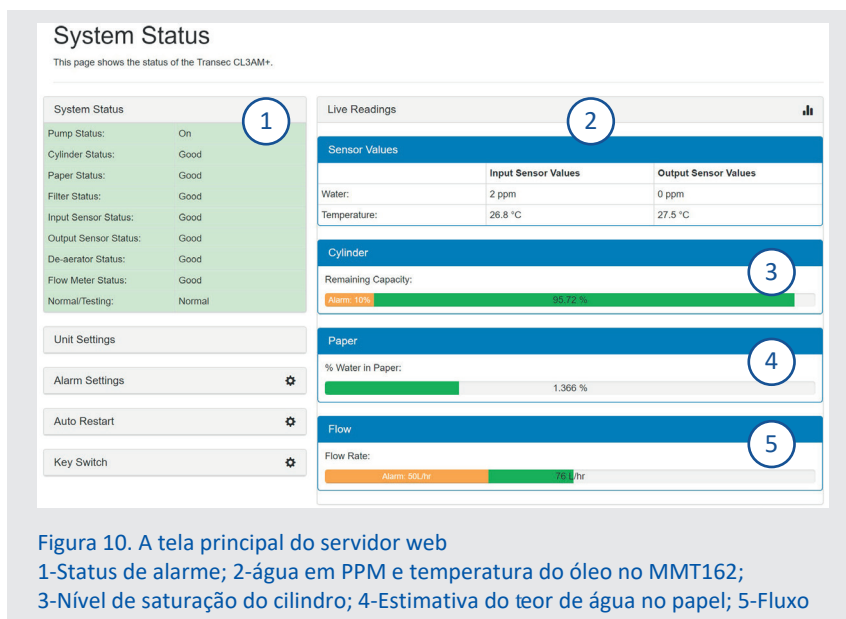 System Status
This page shows the status of the Transec CL3AM+.
System Status
1
Pump Status: On
Cylinder Status: Good
Paper Status: Good
Filter Status: Good
Input Sensor Status: Good
Output Sensor Status: Good
De-aerator Status: Good
Flow Meter Status: Good
Normal/Testing: Normal
Unit Settings
Alarm Settings
Auto Restart
Key Switch
Live Readings
2
Sensor Values
Input Sensor Values Output Sensor Values
Water: 2 ppm 0 ppm
Temperature: 26.8 °C 27.5 °C
Cylinder
3
Remaining Capacity:
Alarm: 10% 95.72 %
Paper
4
% Water in Paper:
1.366 %
Flow
5
Flow Rate:
Alarm: 50L/hr 76 L/hr
Figura 10. A tela principal do servidor web
1-Status de alarme; 2-água em PPM e temperatura do óleo no MMT162;
3-Nível de saturação do cilindro; 4-Estimativa do teor de água no papel; 5-Fluxo